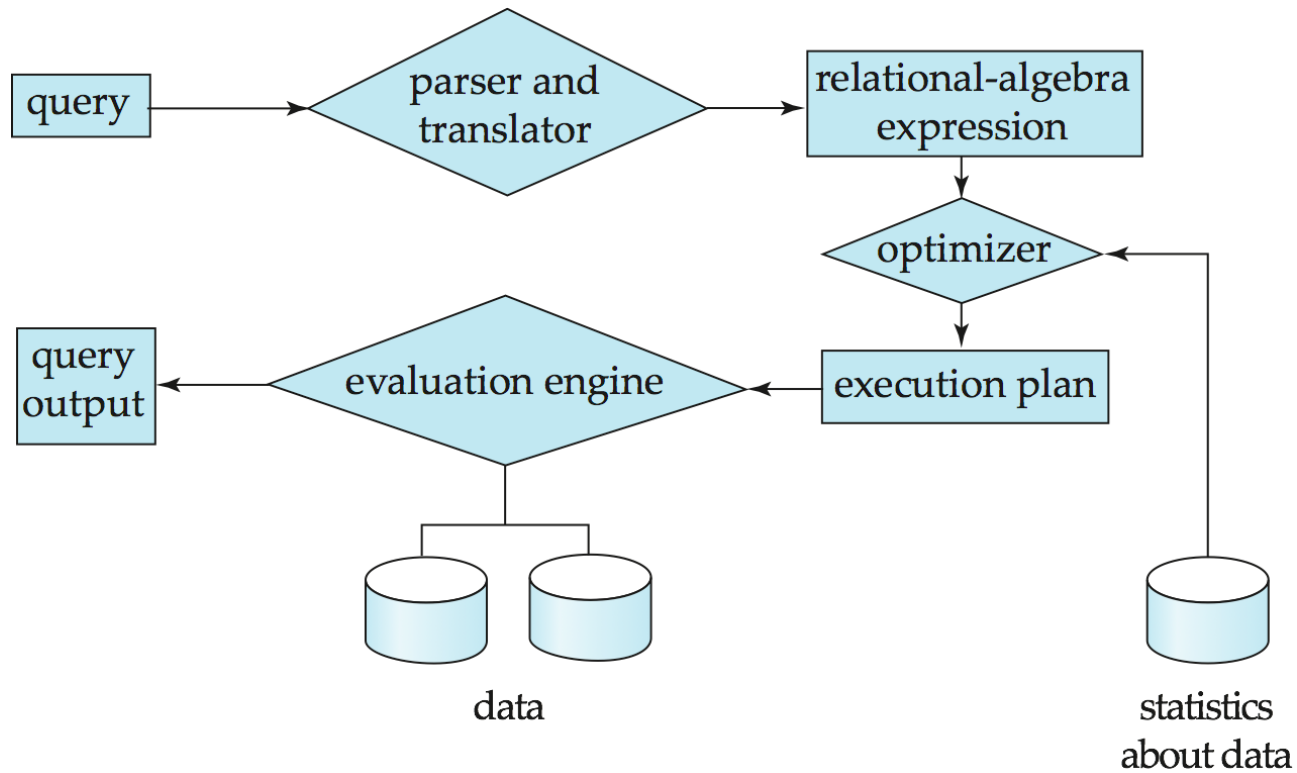 query
parser and
translator
relational-algebra
expression
optimizer
execution plan
evaluation engine
query
output
data
statistics
about data